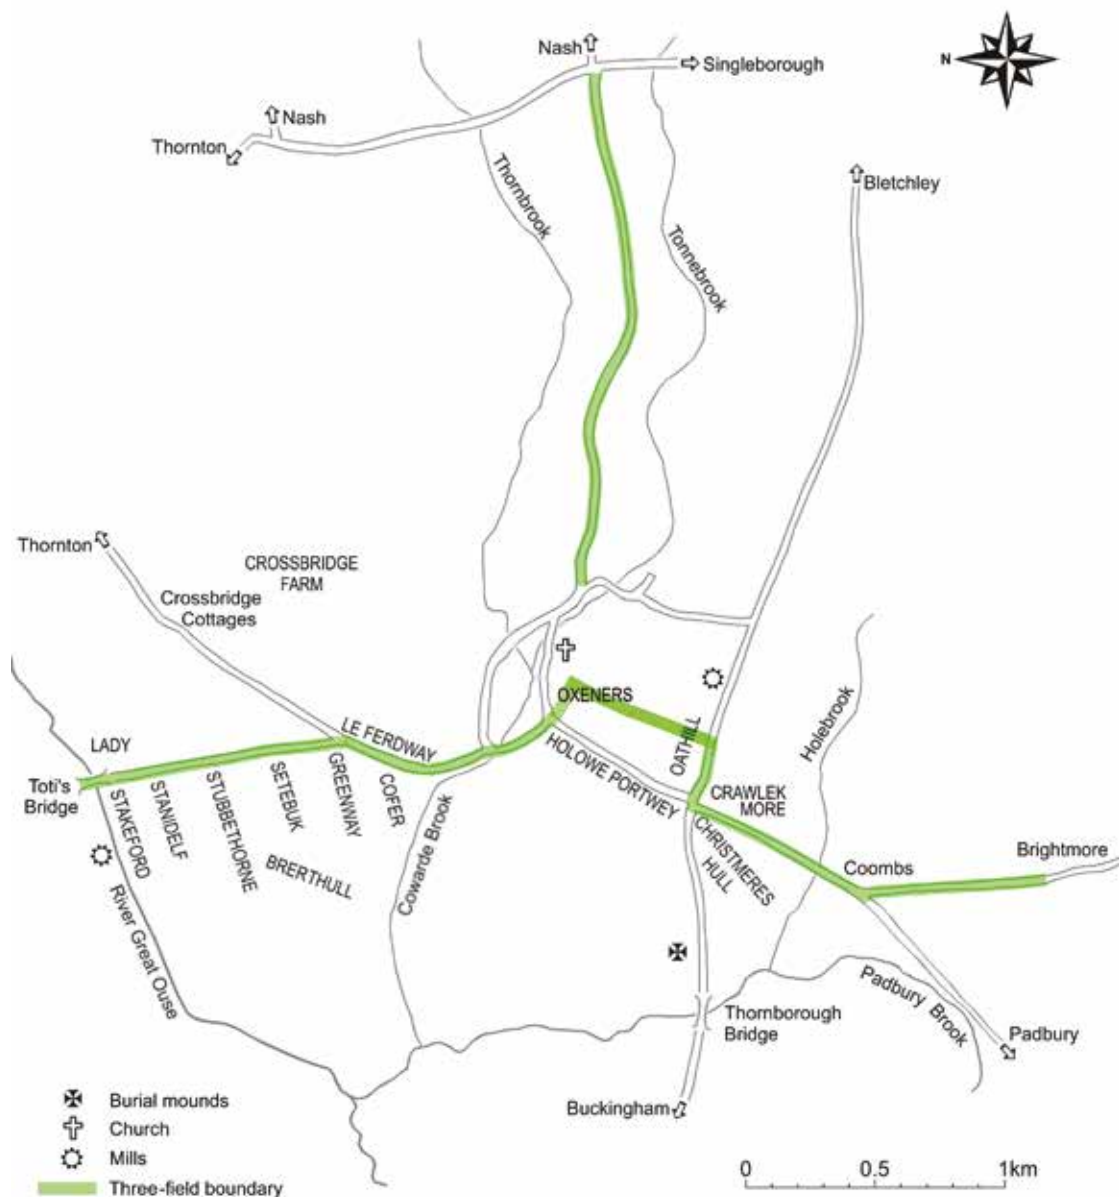 Nash
Singleborough
N
Nash
Thornton
Thornbrook
Bletchley
Tonnebrook
Thornton
CROSSBRIDGE
FARM
Crossbridge
Cottages
OXENERS
Holebrook
LADY
LE FERDWAY
OATHILL
HOLOWE PORTWEY
Toti's
Bridge
STAKEFORD
STANIDELF
STUBBETHORNE
SETEBUK
GREENWAY
COFER
BRERTHULL
Cowarde Brook
CRAWLEK
MORE
CHRISTMERES
HULL
Coombs
Brightmore
River Great Ouse
Padbury Brook
Thornborough
Bridge
Padbury
Buckingham
Burial mounds
Church
Mills
Three-field boundary
0 0.5 1km